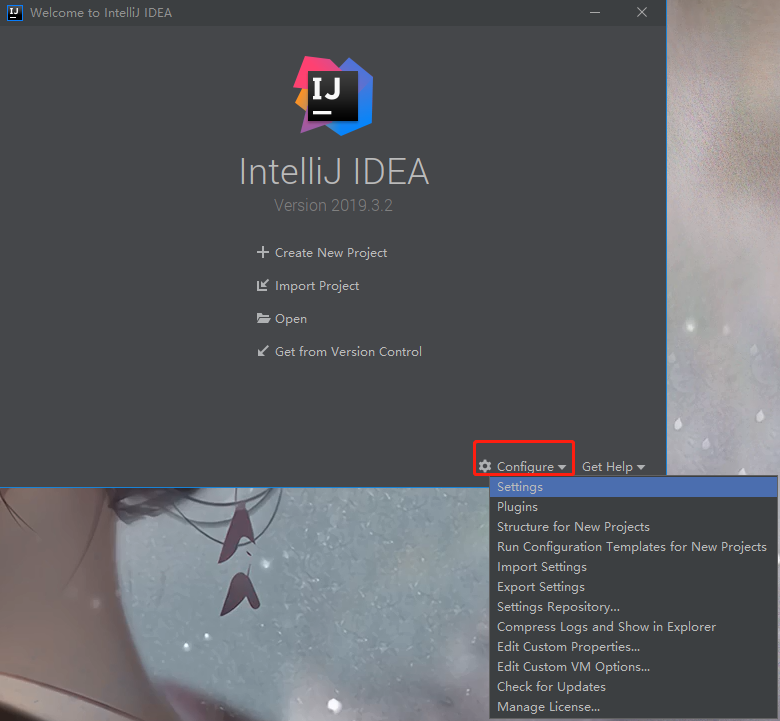 IJ
Welcome to IntelliJ IDEA
IJ
IntelliJ IDEA
Version 2019.3.2
Create New Project
Import Project
Open
Get from Version Control
Configure
Get Help
Settings
Plugins
Structure for New Projects
Run Configuration Templates for New Projects
Import Settings
Export Settings
Settings Repository...
Compress Logs and Show in Explorer
Edit Custom Properties...
Edit Custom VM Options...
Check for Updates
Manage License...